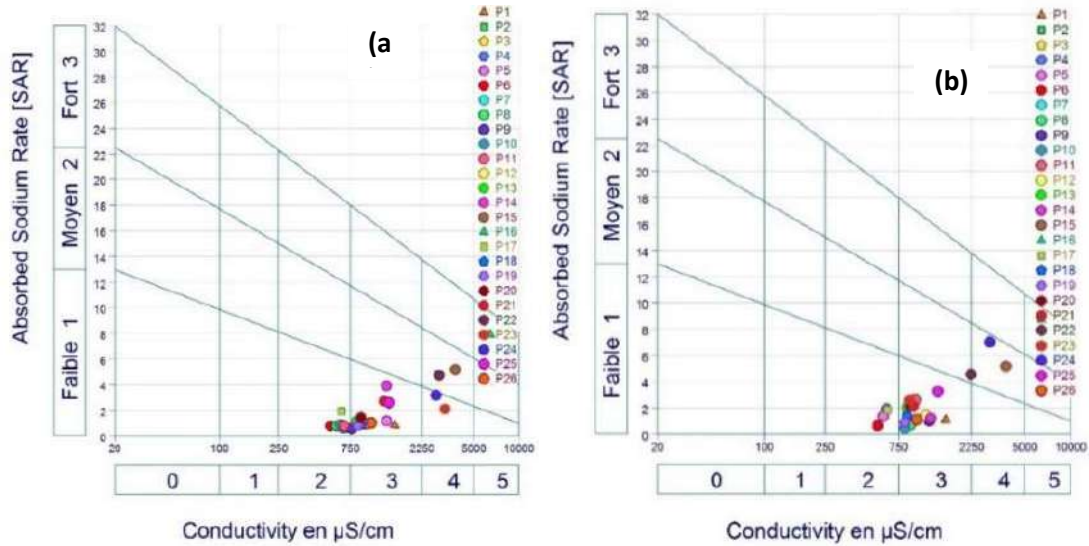 (a
Absorbed Sodium Rate [SAR]
Fort 3
Moyen 2
Faible 1
32
30
28
26
24
22
20
18
16
14
12
10
8
6
4
2
0
20
100
250
750
2250
5000
10000
0
1
2
3
4
5
Conductivity en µS/cm
P1
P2
P3
P4
P5
P6
P7
P8
P9
P10
P11
P12
P13
P14
P15
P16
P17
P18
P19
P20
P21
P22
P23
P24
P25
P26
(b)
Absorbed Sodium Rate [SAR]
Fort 3
Moyen 2
Faible 1
32
30
28
26
24
22
20
18
16
14
12
10
8
6
4
2
0
20
100
250
750
2250
5000
10000
0
1
2
3
4
5
Conductivity en µS/cm
P1
P2
P3
P4
P5
P6
P7
P8
P9
P10
P11
P12
P13
P14
P15
P16
P17
P18
P19
P20
P21
P22
P23
P24
P25
P26